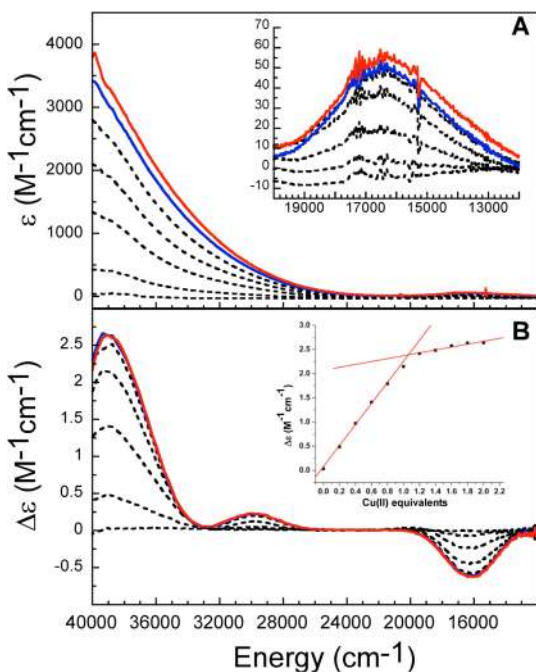 A
ε (M-1cm-1)
4000
3000
2000
1000
0
70
60
50
40
30
20
10
0
-10
19000 17000 15000 13000
B
Δε (M-1cm-1)
2.5
2
1.5
1
0.5
0
-0.5
3.0
2.5
2.0
1.5
1.0
0.5
0.0
Δε (M-1cm-1)
0.0 0.2 0.4 0.6 0.8 1.0 1.2 1.4 1.6 1.8 2.0 2.2
Cu(II) equivalents
40000 36000 32000 28000 24000 20000 16000
Energy (cm-1)